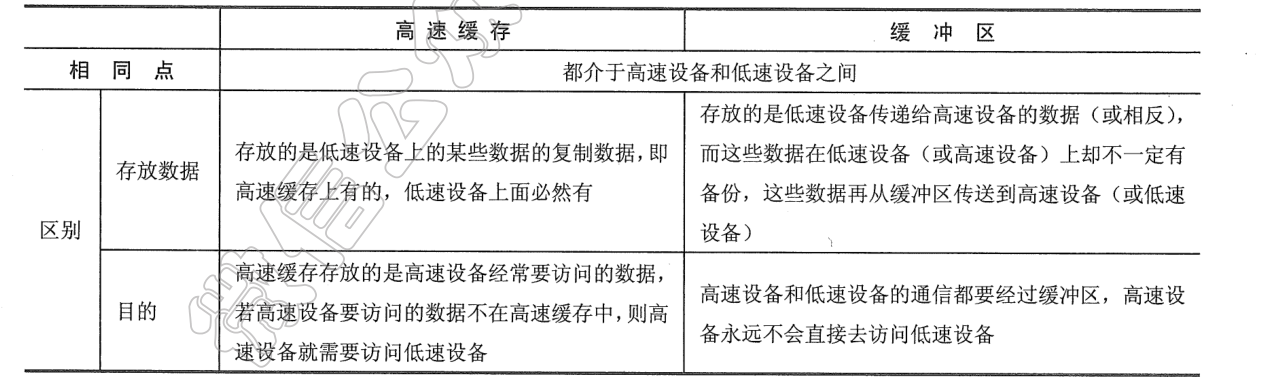 高速缓存
缓冲区
相同点
都介于高速设备和低速设备之间
区别
存放数据
存放的是低速设备上的某些数据的复制数据，即
高速缓存上有的，低速设备上面必然有
存放的是低速设备传递给高速设备的数据（或相反），
而这些数据在低速设备（或高速设备）上却不一定有
备份，这些数据再从缓冲区传送到高速设备（或低速
设备）
目的
高速缓存存放的是高速设备经常要访问的数据，
若高速设备要访问的数据不在高速缓存中，则高
速设备就需要访问低速设备
高速设备和低速设备的通信都要经过缓冲区，高速设
备永远不会直接去访问低速设备
微信公众